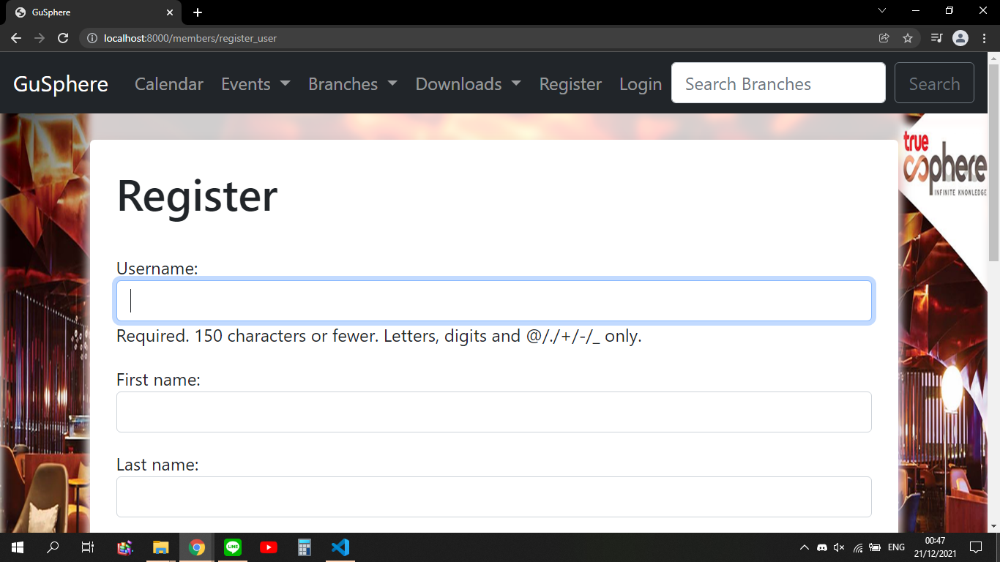 GuSphere
localhost:8000/members/register_user
GuSphere Calendar Events Branches Downloads Register Login Search Branches Search
true
sphere
INFINITE KNOWLEDGE
Register
Username:
Required. 150 characters or fewer. Letters, digits and @/./+/-/_ only.
First name:
Last name:
LINE
ENG
00:47
21/12/2021